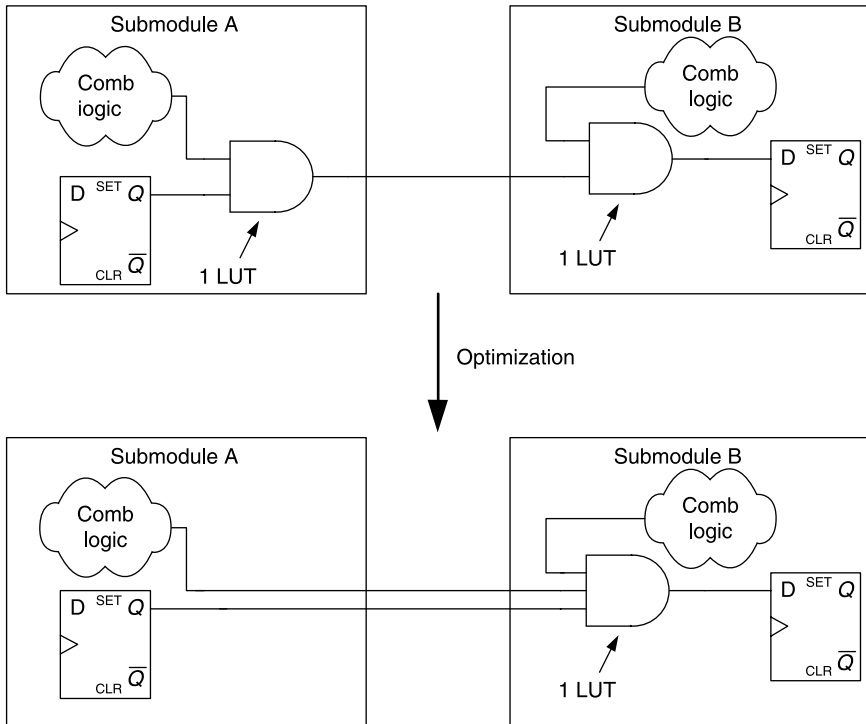 Submodule A
Comb
iogic
D SET Q
Q
CLR
1 LUT
Submodule B
Comb
logic
D SET Q
Q
CLR
1 LUT
Optimization
Submodule A
Comb
logic
D SET Q
Q
CLR
Submodule B
Comb
logic
D SET Q
Q
CLR
1 LUT